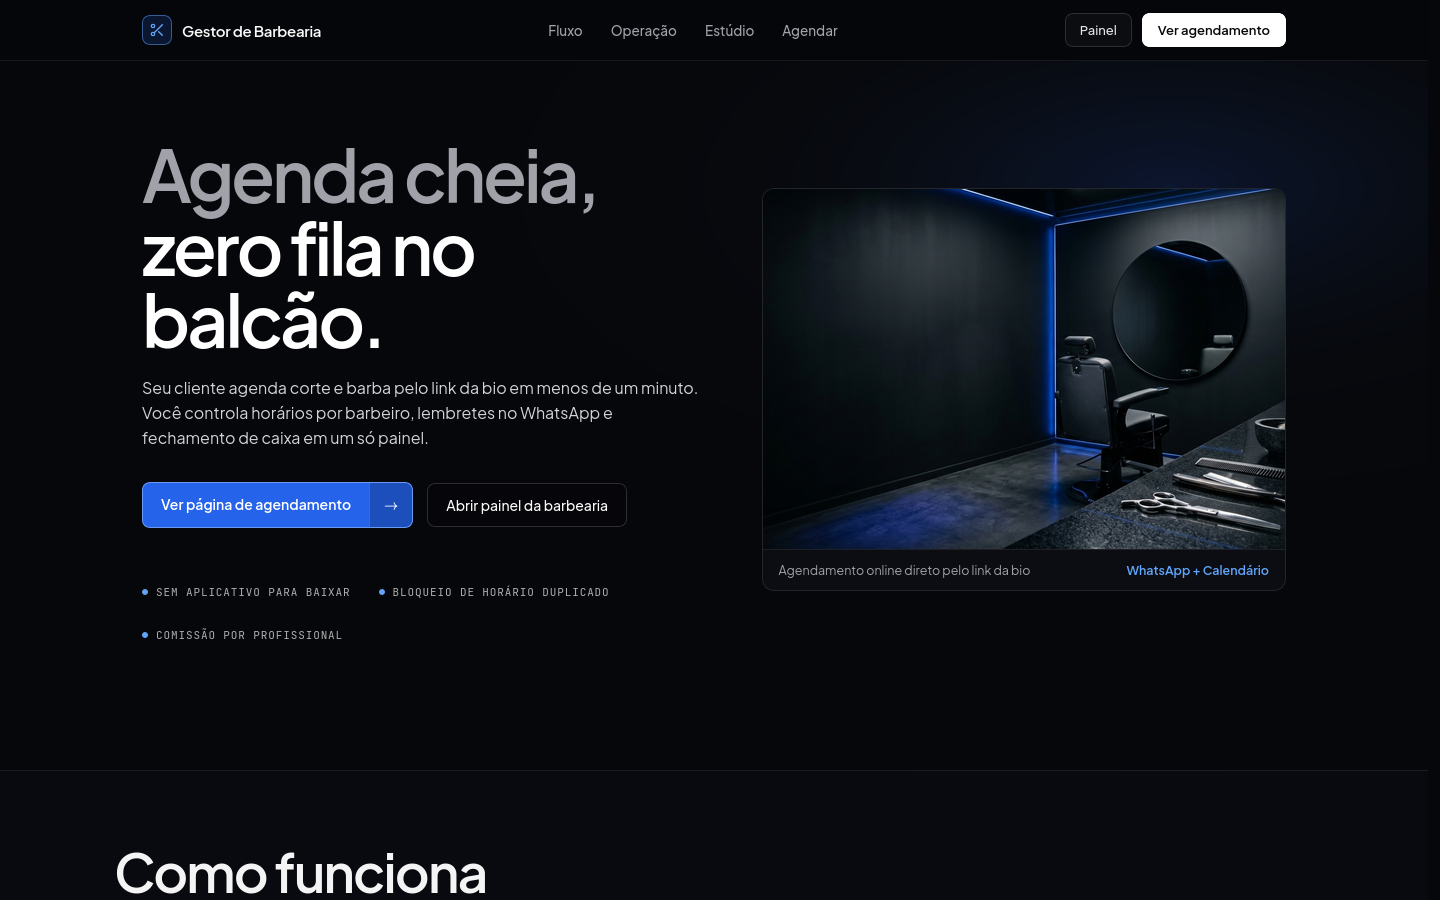 Gestor de Barbearia
Fluxo
Operação
Estúdio
Agendar
Painel
Ver agendamento
Agenda cheia,
zero fila no
balcão.
Seu cliente agenda corte e barba pelo link da bio em menos de um minuto.
Você controla horários por barbeiro, lembretes no WhatsApp e
fechamento de caixa em um só painel.
Ver página de agendamento →
Abrir painel da barbearia
SEM APLICATIVO PARA BAIXAR
BLOQUEIO DE HORÁRIO DUPLICADO
COMISSÃO POR PROFISSIONAL
Agendamento online direto pelo link da bio
WhatsApp + Calendário
Como funciona